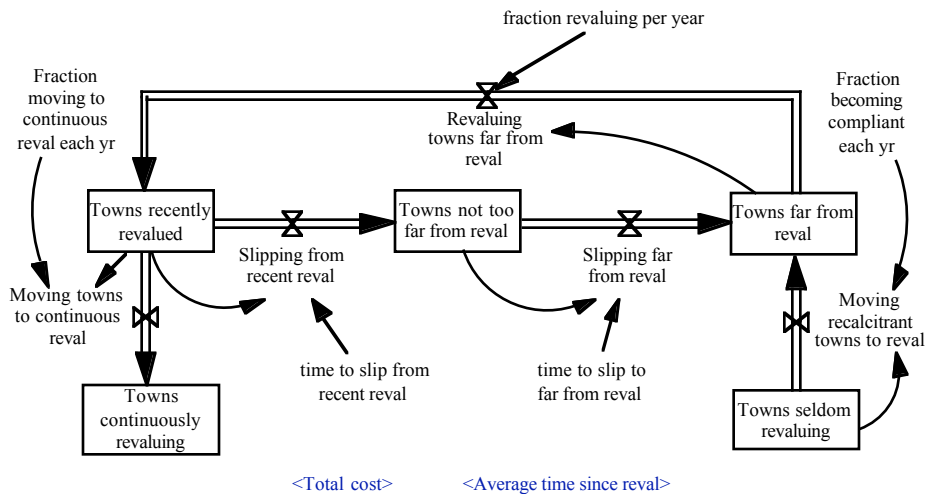 fraction revaluing per year
Fraction
moving to
continuous
reval each yr
Revaluing
towns far from
reval
Fraction
becoming
compliant
each yr
Towns recently
revalued
Towns not too
far from reval
Towns far from
reval
Slipping from
recent reval
Slipping far
from reval
Moving towns
to continuous
reval
Moving
recalcitrant
towns to reval
time to slip from
recent reval
time to slip to
far from reval
Towns
continuously
revaluing
Towns seldom
revaluing
<Total cost>
<Average time since reval>